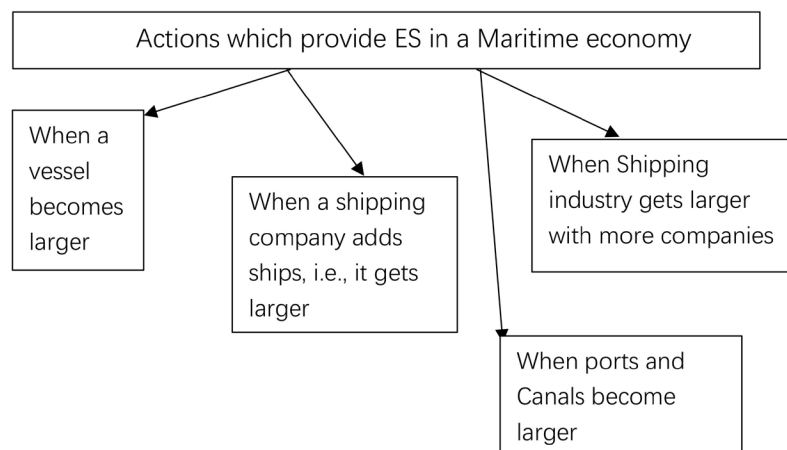 Actions which provide ES in a Maritime economy
When a
vessel
becomes
larger
When a shipping
company adds
ships, i.e., it gets
larger
When Shipping
industry gets larger
with more companies
When ports and
Canals become
larger